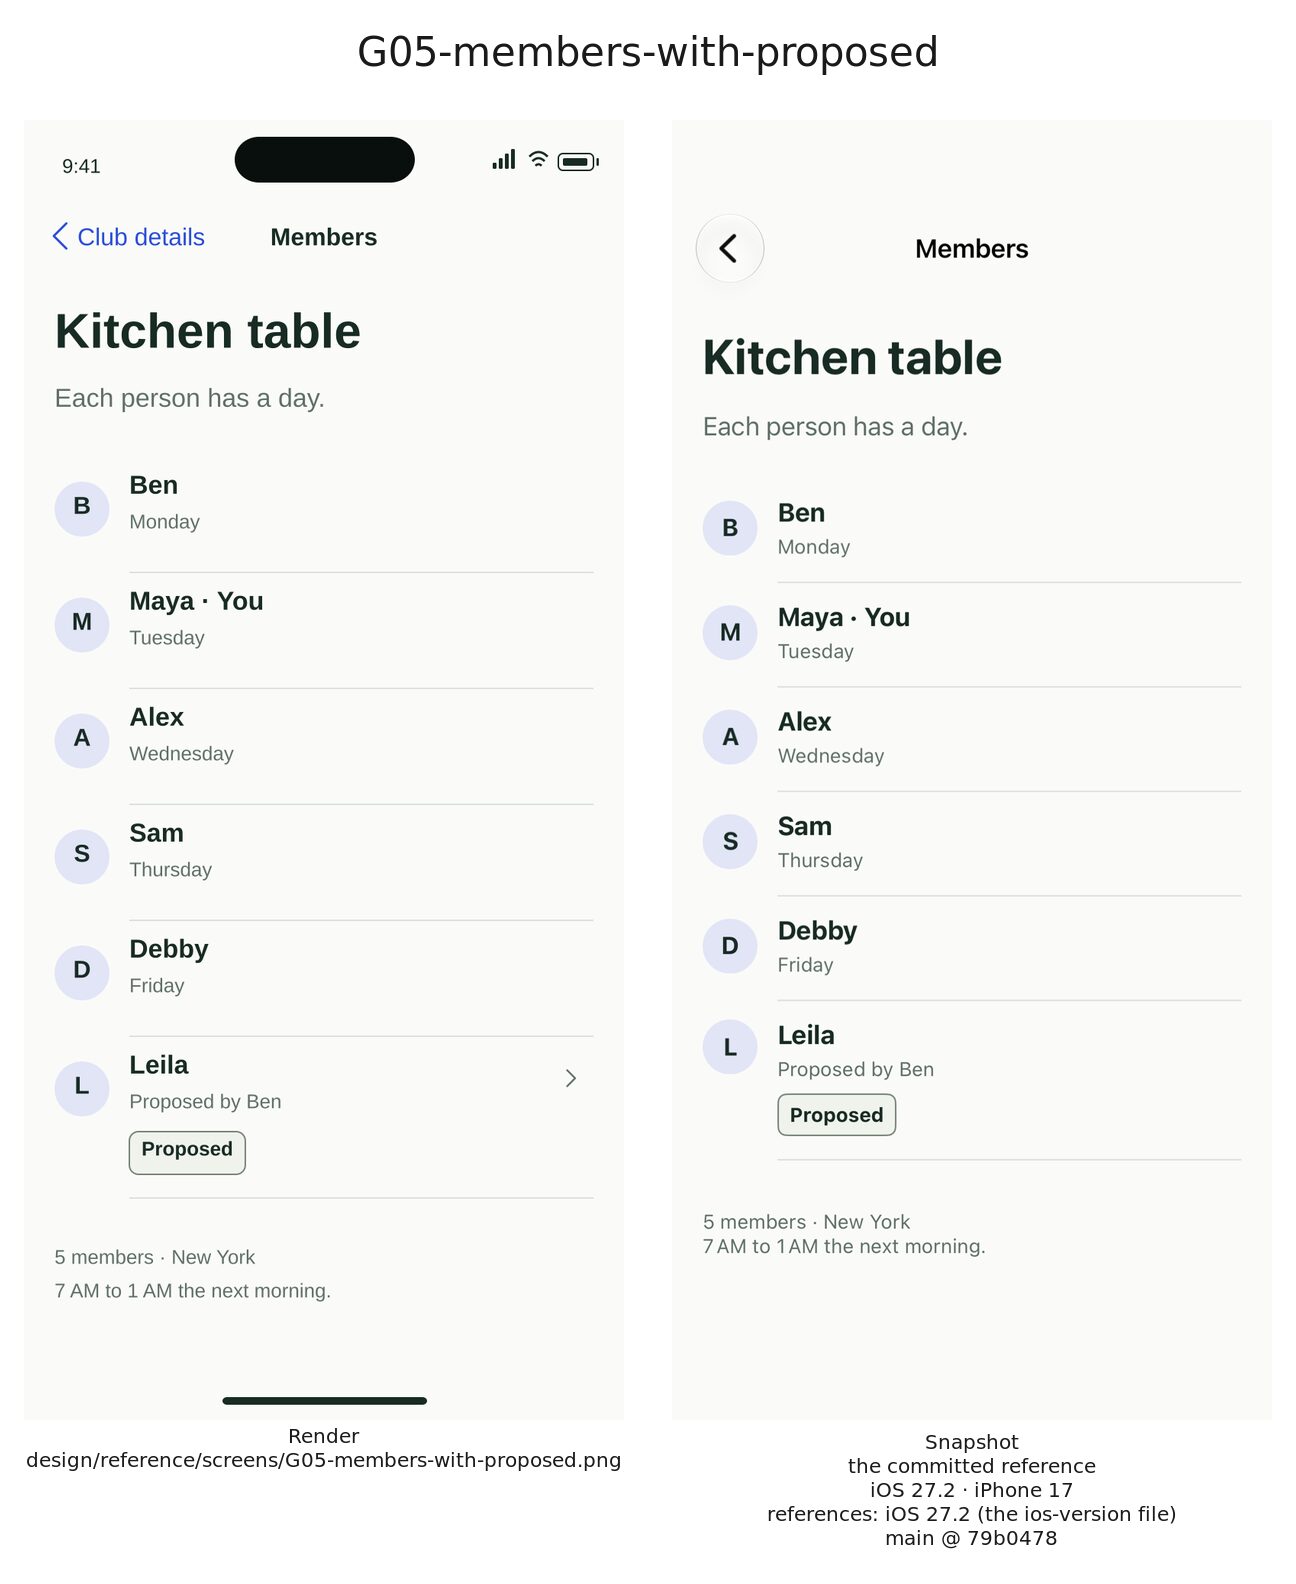 G05-members-with-proposed
9:41
Club details
Members
Kitchen table
Each person has a day.
B
Ben
Monday
M
Maya · You
Tuesday
A
Alex
Wednesday
S
Sam
Thursday
D
Debby
Friday
L
Leila
Proposed by Ben
Proposed
5 members · New York
7 AM to 1 AM the next morning.
Render
design/reference/screens/G05-members-with-proposed.png
Members
Kitchen table
Each person has a day.
B
Ben
Monday
M
Maya · You
Tuesday
A
Alex
Wednesday
S
Sam
Thursday
D
Debby
Friday
L
Leila
Proposed by Ben
Proposed
5 members · New York
7 AM to 1 AM the next morning.
Snapshot
the committed reference
iOS 27.2 · iPhone 17
references: iOS 27.2 (the ios-version file)
main @ 79b0478